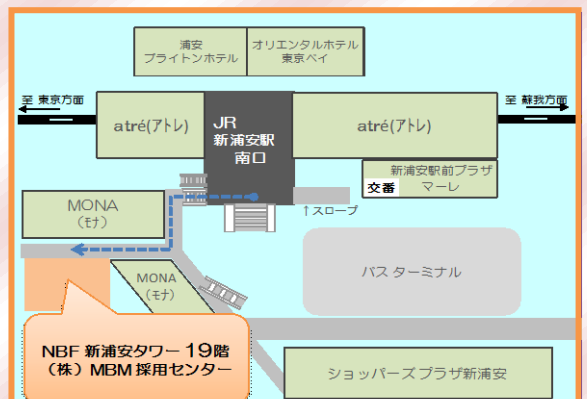 浦安
ブライトンホテル
オリエンタルホテル
東京ベイ
至 東京方面
至 蘇我方面
atré(アトレ)
JR
新浦安駅
南口
atré(アトレ)
新浦安駅前プラザ
マーレ
交番
MONA
(モナ)
↑スロープ
バスターミナル
MONA
(モナ)
NBF 新浦安タワー 19階
(株) MBM 採用センター
ショッパーズプラザ新浦安